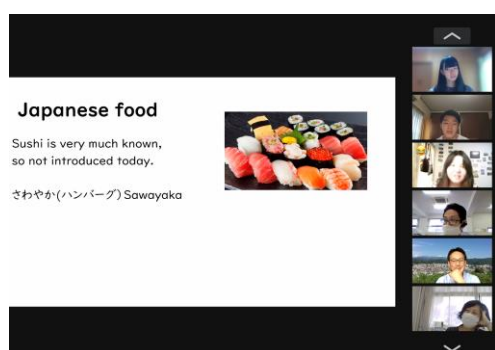 Japanese food
Sushi is very much known,
so not introduced today.
さわやか(ハンバーグ) Sawayaka